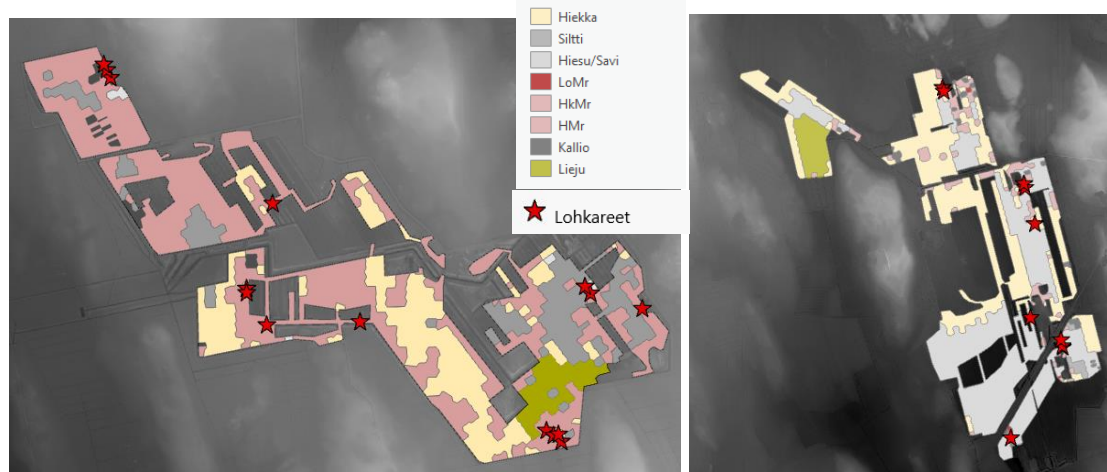 Hiekka
Siltti
Hiesu/Savi
LoMr
HkMr
HMr
Kallio
Lieju
Lohkareet